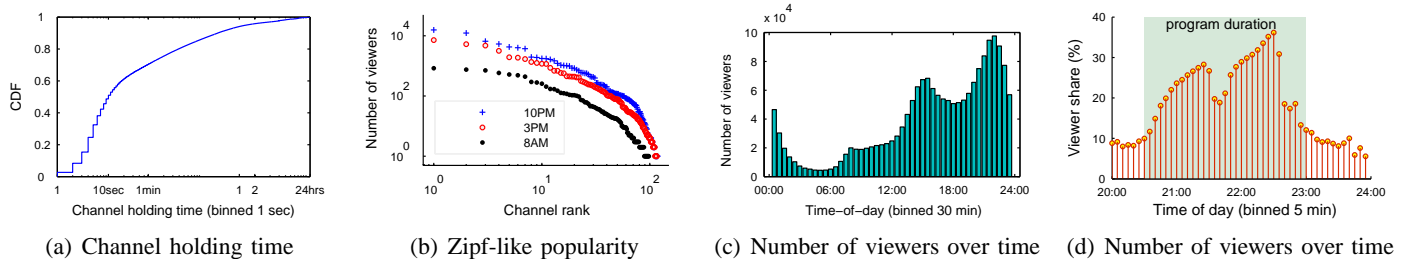 1
0.8
0.6
0.4
0.2
0
CDF
1 10sec 1min 1 2 24hrs
Channel holding time (binned 1 sec)
(a) Channel holding time
10^4
10^2
10^0
Number of viewers
10PM
3PM
8AM
10^0 10^1 10^2
Channel rank
(b) Zipf-like popularity
x 10^4
10
8
6
4
2
0
Number of viewers
00:00 06:00 12:00 18:00 24:00
Time-of-day (binned 30 min)
(c) Number of viewers over time
40
30
20
10
0
Viewer share (%)
program duration
20:00 21:00 22:00 23:00 24:00
Time of day (binned 5 min)
(d) Number of viewers over time